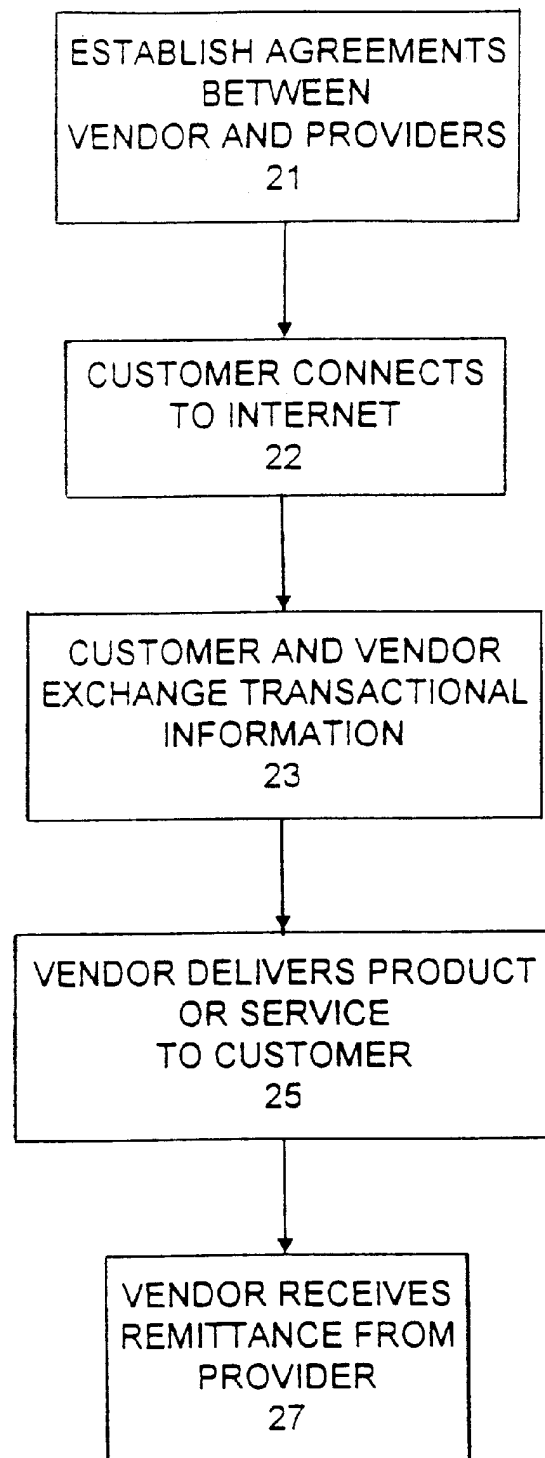 ESTABLISH AGREEMENTS
BETWEEN
VENDOR AND PROVIDERS
21
CUSTOMER CONNECTS
TO INTERNET
22
CUSTOMER AND VENDOR
EXCHANGE TRANSACTIONAL
INFORMATION
23
VENDOR DELIVERS PRODUCT
OR SERVICE
TO CUSTOMER
25
VENDOR RECEIVES
REMITTANCE FROM
PROVIDER
27